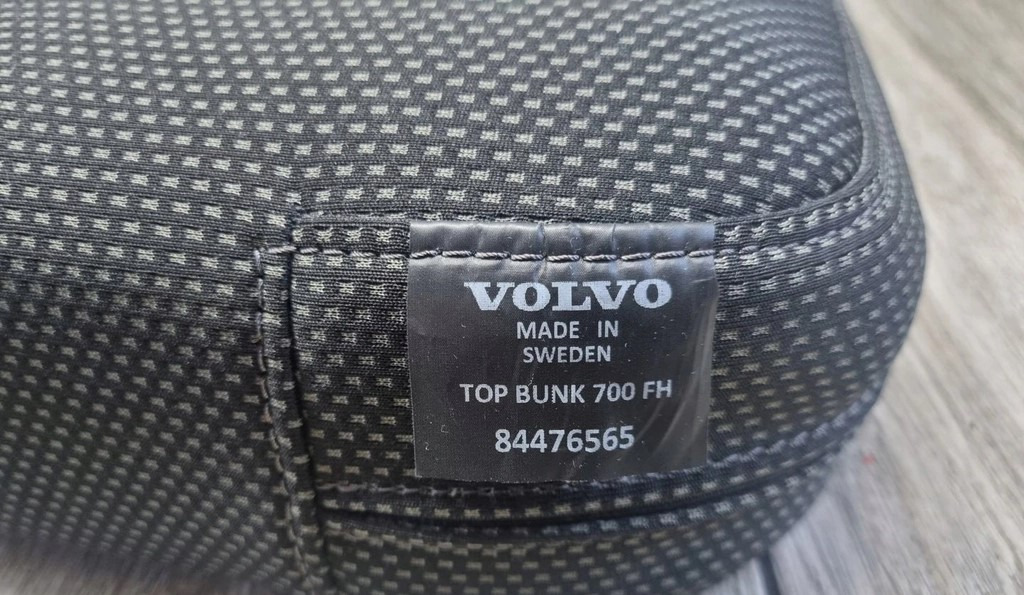 VOLVO
MADE IN
SWEDEN
TOP BUNK 700 FH
84476565